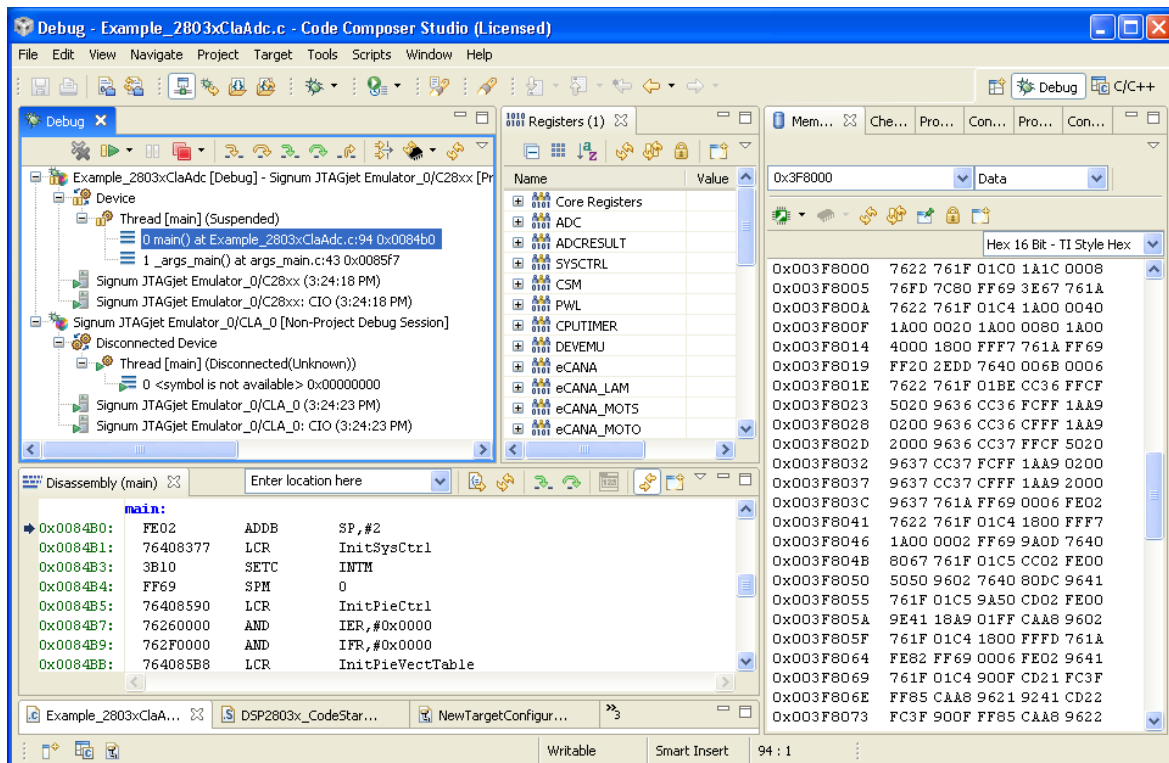 Debug - Example_2803xClaAdc.c - Code Composer Studio (Licensed)
File Edit View Navigate Project Target Tools Scripts Window Help
Debug C/C++
Debug
Example_2803xClaAdc [Debug] - Signum JTAGjet Emulator_0/C28xx [Pr
Device
Thread [main] (Suspended)
0 main() at Example_2803xClaAdc.c:94 0x0084b0
1 _args_main() at args_main.c:43 0x0085f7
Signum JTAGjet Emulator_0/C28xx (3:24:18 PM)
Signum JTAGjet Emulator_0/C28xx: CIO (3:24:18 PM)
Signum JTAGjet Emulator_0/CLA_0 [Non-Project Debug Session]
Disconnected Device
Thread [main] (Disconnected(Unknown))
0 <symbol is not available> 0x00000000
Signum JTAGjet Emulator_0/CLA_0 (3:24:23 PM)
Signum JTAGjet Emulator_0/CLA_0: CIO (3:24:23 PM)
Registers (1)
Name Value
Core Registers
ADC
ADCRESULT
SYSCTRL
CSM
PWL
CPUTIMER
DEVEMU
eCANA
eCANA_LAM
eCANA_MOTS
eCANA_MOTO
Mem... Che... Pro... Con... Pro... Con...
0x3F8000 Data
Hex 16 Bit - TI Style Hex
0x003F8000 7622 761F 01C0 1A1C 0008
0x003F8005 76FD 7C80 FF69 3E67 761A
0x003F800A 7622 761F 01C4 1A00 0040
0x003F800F 1A00 0020 1A00 0080 1A00
0x003F8014 4000 1800 FFF7 761A FF69
0x003F8019 FF20 2EDD 7640 006B 0006
0x003F801E 7622 761F 01BE CC36 FFCF
0x003F8023 5020 9636 CC36 FCFF 1AA9
0x003F8028 0200 9636 CC36 CFFF 1AA9
0x003F802D 2000 9636 CC37 FFCF 5020
0x003F8032 9637 CC37 FCFF 1AA9 0200
0x003F8037 9637 CC37 CFFF 1AA9 2000
0x003F803C 9637 761A FF69 0006 FE02
0x003F8041 7622 761F 01C4 1800 FFF7
0x003F8046 1A00 0002 FF69 9A0D 7640
0x003F804B 8067 761F 01C5 CC02 FE00
0x003F8050 5050 9602 7640 80DC 9641
0x003F8055 761F 01C5 9A50 CD02 FE00
0x003F805A 9E41 18A9 01FF CAA8 9602
0x003F805F 761F 01C4 1800 FFFD 761A
0x003F8064 FE82 FF69 0006 FE02 9641
0x003F8069 761F 01C4 900F CD21 FC3F
0x003F806E FF85 CAA8 9621 9241 CD22
0x003F8073 FC3F 900F FF85 CAA8 9622
Disassembly (main) Enter location here
main:
0x0084B0: FE02 ADDB SP,#2
0x0084B1: 76408377 LCR InitSysCtrl
0x0084B3: 3B10 SETC INTM
0x0084B4: FF69 SPM 0
0x0084B5: 76408590 LCR InitPieCtrl
0x0084B7: 76260000 AND IER,#0x0000
0x0084B9: 762F0000 AND IFR,#0x0000
0x0084BB: 764085B8 LCR InitPieVectTable
Example_2803xClaA... DSP2803x_CodeStar... NewTargetConfigur... »3
Writable Smart Insert 94 : 1